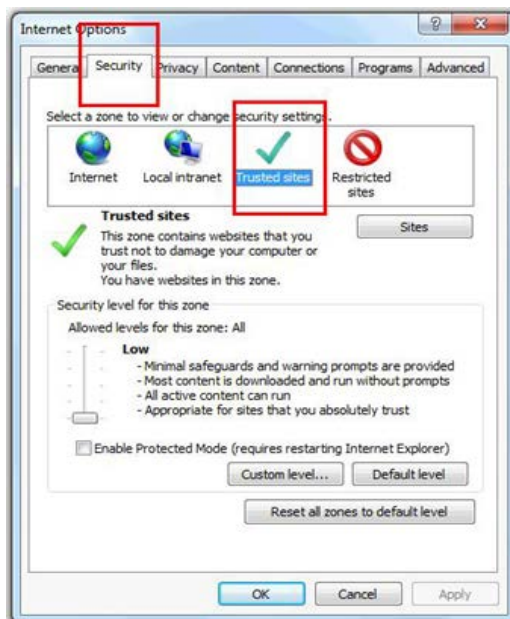 Internet Options
General Security Privacy Content Connections Programs Advanced
Select a zone to view or change security settings.
Internet Local intranet Trusted sites Restricted
sites
Trusted sites
Sites
This zone contains websites that you
trust not to damage your computer or
your files.
You have websites in this zone.
Security level for this zone
Allowed levels for this zone: All
Low
- Minimal safeguards and warning prompts are provided
- Most content is downloaded and run without prompts
- All active content can run
- Appropriate for sites that you absolutely trust
Enable Protected Mode (requires restarting Internet Explorer)
Custom level... Default level
Reset all zones to default level
OK Cancel Apply